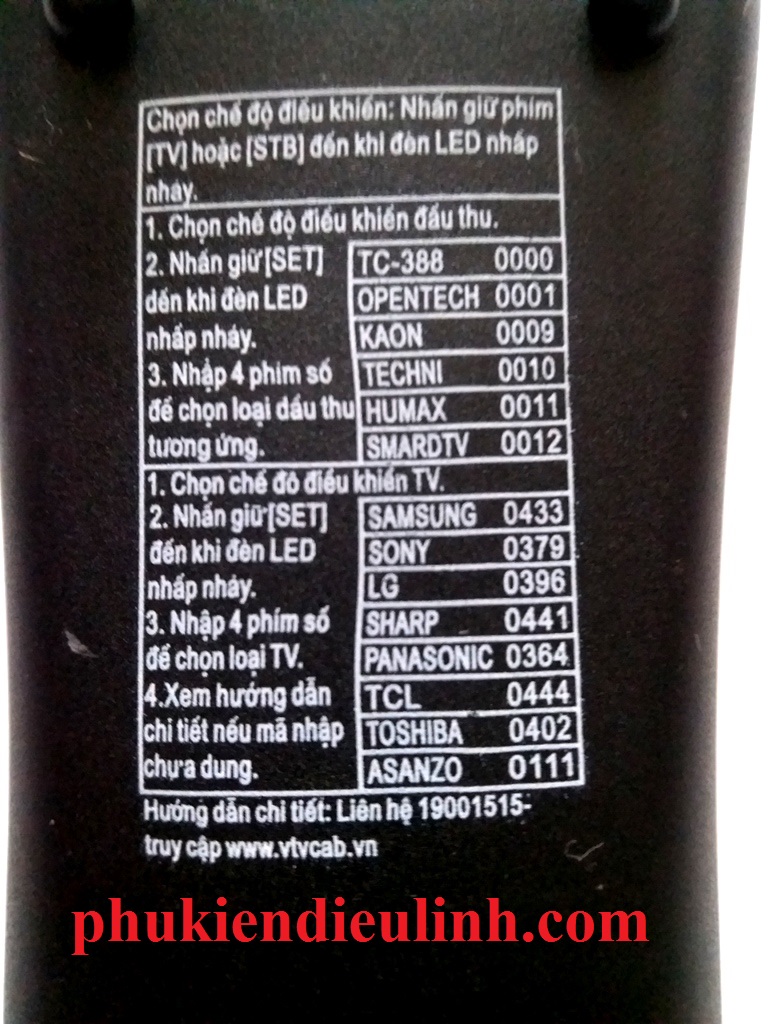 Chọn chế độ điều khiển: Nhấn giữ phím
[TV] hoặc [STB] đến khi đèn LED nhấp
nháy.
1. Chọn chế độ điều khiển đầu thu.
2. Nhấn giữ [SET] TC-388 0000
đến khi đèn LED OPENTECH 0001
nhấp nháy. KAON 0009
3. Nhập 4 phím số TECHNI 0010
để chọn loại đầu thu HUMAX 0011
tương ứng. SMARDTV 0012
1. Chọn chế độ điều khiển TV.
2. Nhấn giữ [SET] SAMSUNG 0433
đến khi đèn LED SONY 0379
nhấp nháy. LG 0396
3. Nhập 4 phím số SHARP 0441
để chọn loại TV. PANASONIC 0364
4.Xem hướng dẫn TCL 0444
chi tiết nếu mã nhập TOSHIBA 0402
chưa dung. ASANZO 0111
Hướng dẫn chi tiết: Liên hệ 19001515-
truy cập www.vtvcab.vn
phukiendieulinh.com